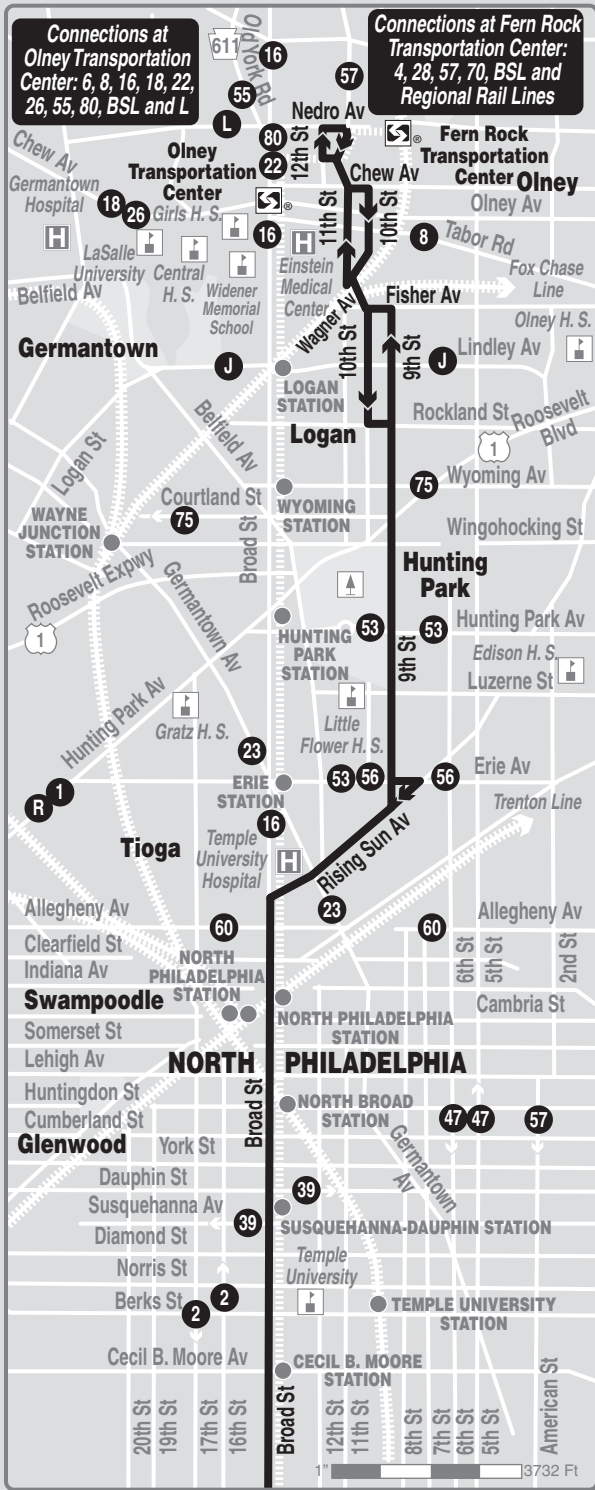 Connections at
Olney Transportation
Center: 6, 8, 16, 18, 22,
26, 55, 80, BSL and L
611
Old York Rd
16
Connections at Fern Rock
Transportation Center:
4, 28, 57, 70, BSL and
Regional Rail Lines
57
55
L
Nedro Av
80
12th St
®
Fern Rock
Transportation
Center
Olney
Chew Av
Germantown
Hospital
H
Olney
Transportation
Center
22
Chew Av
Olney Av
18
26
Girls H. S.
®
16
11th St
10th St
8
Tabor Rd
LaSalle
University
Central
H. S.
Widener
Memorial
School
H
Einstein
Medical
Center
Fox Chase
Line
Belfield Av
Wagner Av
Fisher Av
Olney H. S.
Germantown
J
10th St
9th St
J
Lindley Av
LOGAN
STATION
Belfield Av
Logan
Rockland St
Roosevelt
Blvd
1
Logan St
75
Wyoming Av
Courtland St
75
WYOMING
STATION
WAYNE
JUNCTION
STATION
Broad St
Wingohocking St
Roosevelt Expwy
Germantown Av
Hunting
Park
1
HUNTING
PARK
STATION
53
53
Hunting Park Av
9th St
Edison H. S.
Luzerne St
Hunting Park Av
Gratz H. S.
Little
Flower H. S.
23
ERIE
STATION
53
56
56
Erie Av
1
R
Trenton Line
16
Tioga
Temple
University
Hospital
H
Rising Sun Av
Allegheny Av
23
Allegheny Av
60
60
Clearfield St
Indiana Av
NORTH
PHILADELPHIA
STATION
6th St
5th St
2nd St
Swampoodle
NORTH PHILADELPHIA
STATION
Cambria St
Somerset St
Lehigh Av
NORTH PHILADELPHIA
Huntingdon St
Cumberland St
Broad St
NORTH BROAD
STATION
47
47
57
Glenwood
York St
Germantown
Av
Dauphin St
Susquehanna Av
39
Diamond St
39
SUSQUEHANNA-DAUPHIN STATION
Norris St
Temple
University
Berks St
2
2
TEMPLE UNIVERSITY
STATION
Cecil B. Moore Av
CECIL B. MOORE
STATION
20th St
19th St
17th St
16th St
Broad St
12th St
11th St
8th St
7th St
6th St
5th St
American St
1"
3732 Ft